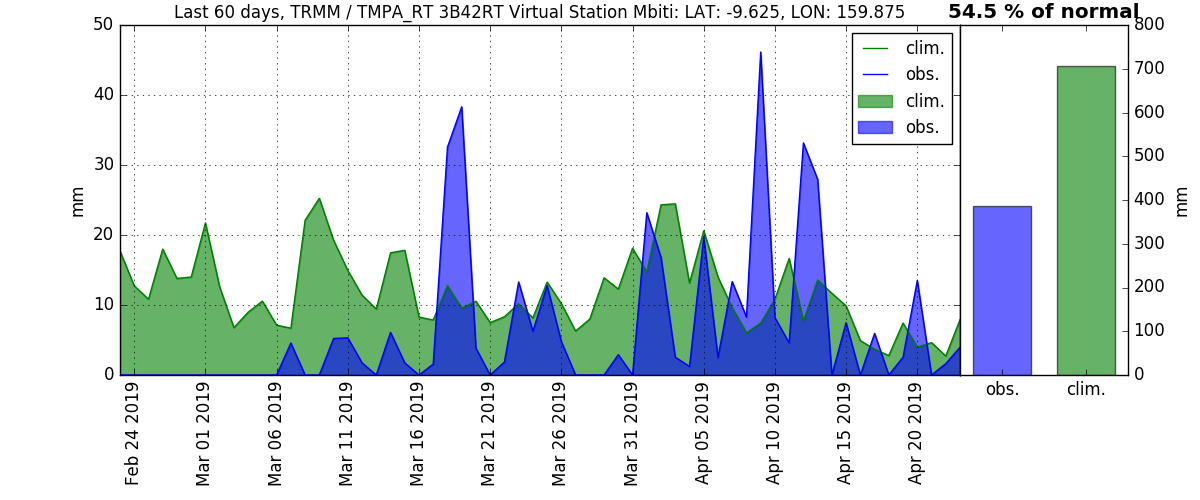 Last 60 days, TRMM / TMPA_RT 3B42RT Virtual Station Mbiti: LAT: -9.625, LON: 159.875
54.5 % of normal
50
40
30
20
10
0
mm
clim.
obs.
clim.
obs.
Feb 24 2019
Mar 01 2019
Mar 06 2019
Mar 11 2019
Mar 16 2019
Mar 21 2019
Mar 26 2019
Mar 31 2019
Apr 05 2019
Apr 10 2019
Apr 15 2019
Apr 20 2019
800
700
600
500
400
300
200
100
0
mm
obs.
clim.